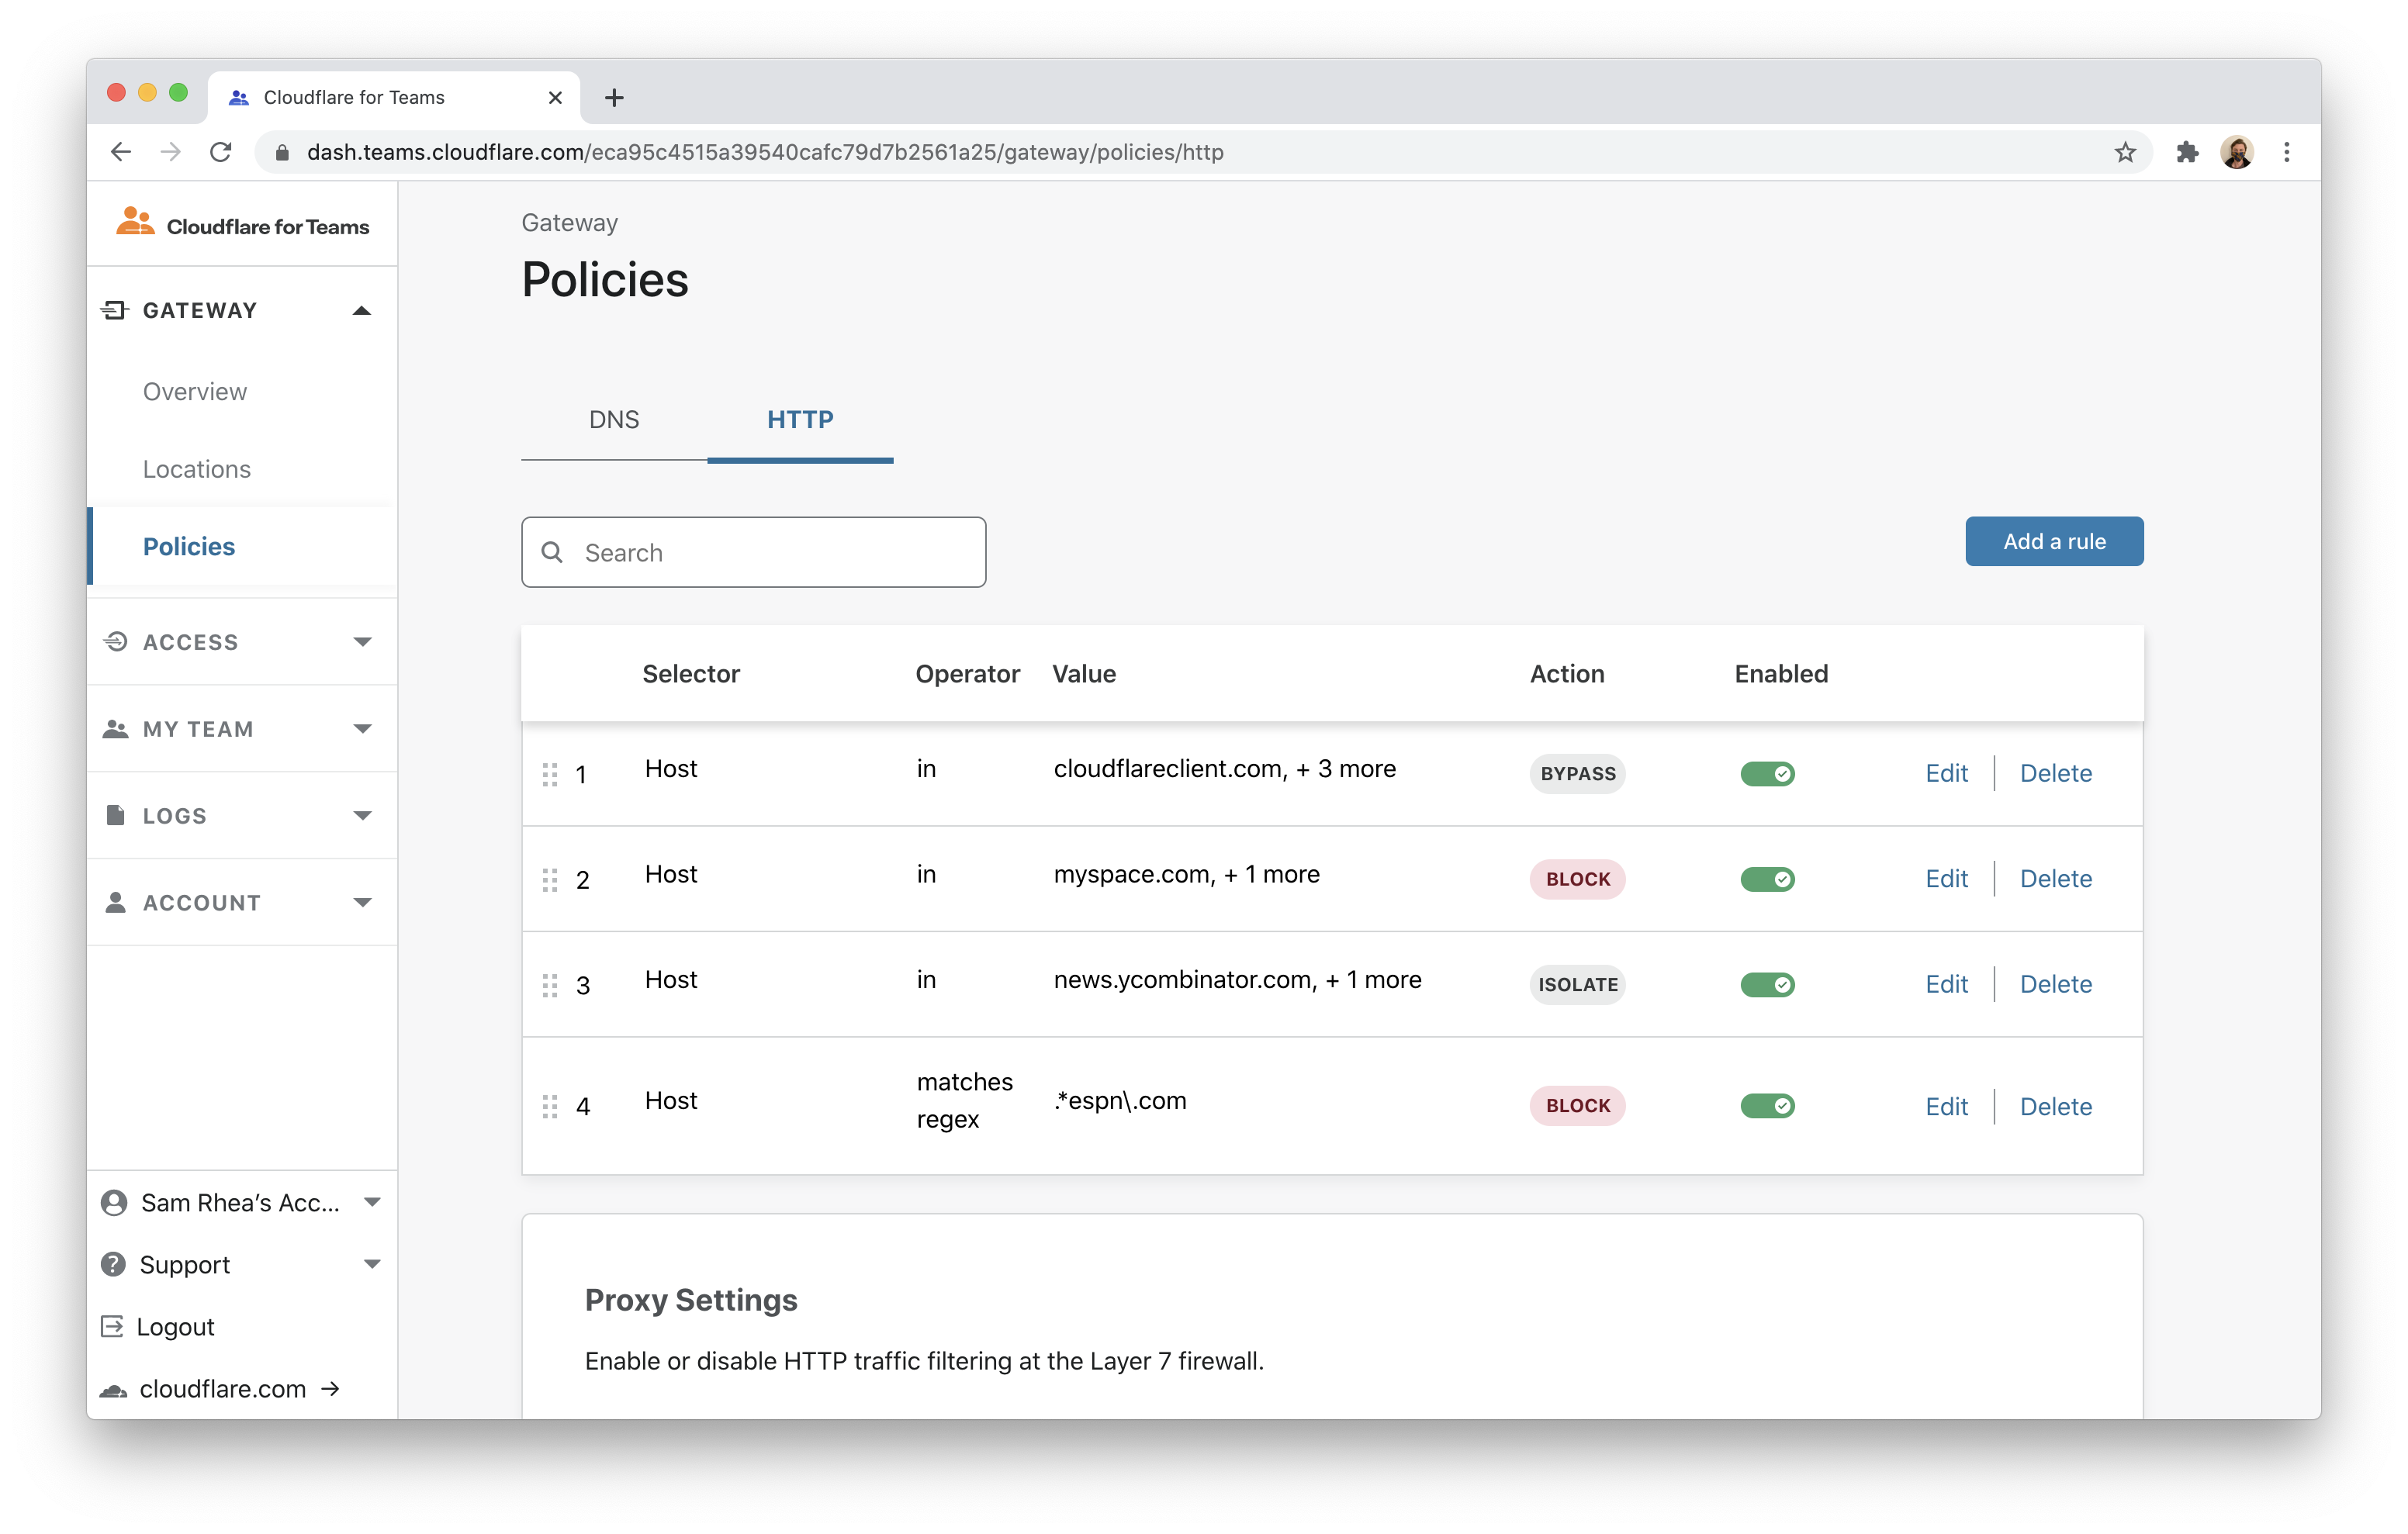 Cloudflare for Teams
dash.teams.cloudflare.com/eca95c4515a39540cafc79d7b2561a25/gateway/policies/http
Cloudflare for Teams
GATEWAY
Overview
Locations
Policies
ACCESS
MY TEAM
LOGS
ACCOUNT
Sam Rhea’s Acc...
Support
Logout
cloudflare.com →
Gateway
Policies
DNS HTTP
Search
Add a rule
Selector Operator Value Action Enabled
1 Host in cloudflareclient.com, + 3 more BYPASS Edit Delete
2 Host in myspace.com, + 1 more BLOCK Edit Delete
3 Host in news.ycombinator.com, + 1 more ISOLATE Edit Delete
4 Host matches regex .*espn\.com BLOCK Edit Delete
Proxy Settings
Enable or disable HTTP traffic filtering at the Layer 7 firewall.